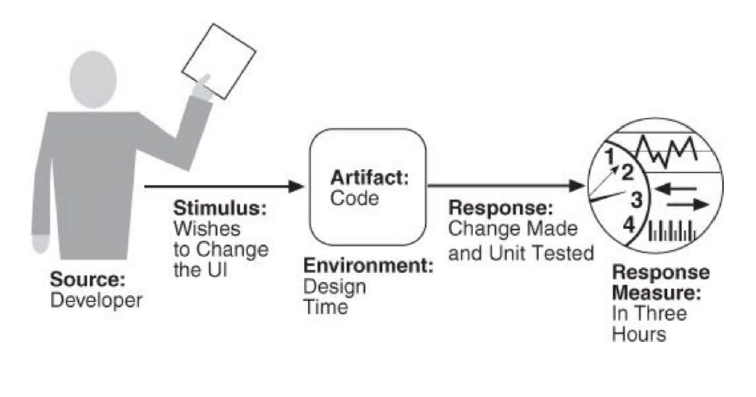 Source:
Developer
Stimulus:
Wishes
to Change
the UI
Artifact:
Code
Environment:
Design
Time
Response:
Change Made
and Unit Tested
1
2
3
4
Response
Measure:
In Three
Hours